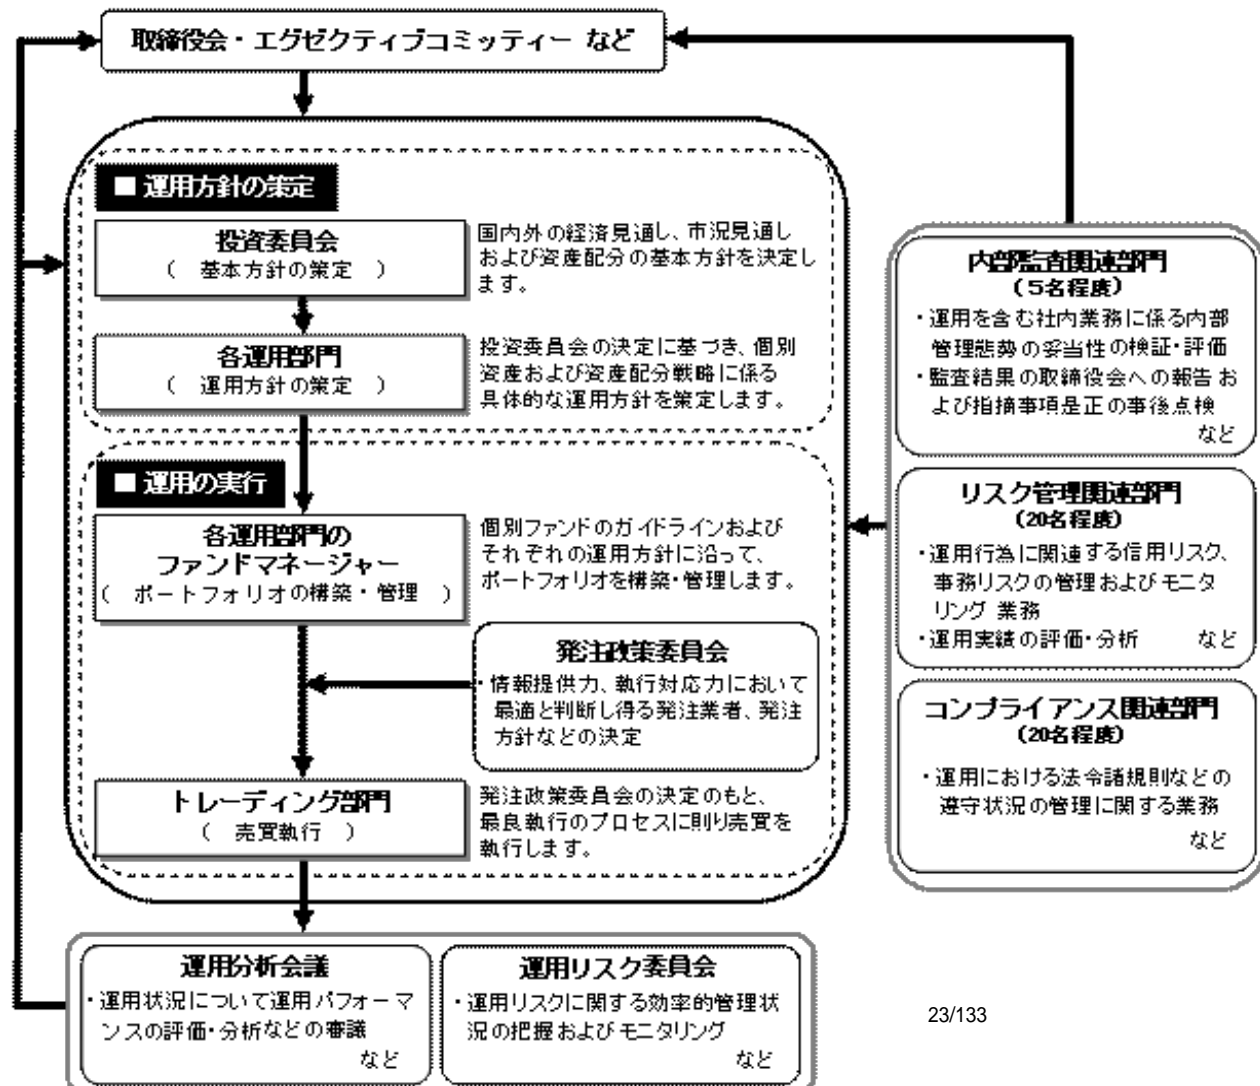 取締役会・エグゼクティブコミッティー など
■ 運用方針の策定
投資委員会
（ 基本方針の策定 ）
国内外の経済見通し、市況見通し
および資産配分の基本方針を決定し
ます。
各運用部門
（ 運用方針の策定 ）
投資委員会の決定に基づき、個別
資産および資産配分戦略に係る
具体的な運用方針を策定します。
■ 運用の実行
各運用部門の
ファンドマネージャー
（ ポートフォリオの構築・管理 ）
個別ファンドのガイドラインおよび
それぞれの運用方針に沿って、
ポートフォリオを構築・管理します。
発注政策委員会
・情報提供力、執行対応力において
最適と判断し得る発注業者、発注
方針などの決定
トレーディング部門
（ 売買執行 ）
発注政策委員会の決定のもと、
最良執行のプロセスに則り売買を
執行します。
内部監査関連部門
（５名程度）
・運用を含む社内業務に係る内部
管理態勢の妥当性の検証・評価
・監査結果の取締役会への報告お
よび指摘事項是正の事後点検
など
リスク管理関連部門
（20名程度）
・運用行為に関連する信用リスク、
事務リスクの管理およびモニタ
リング 業務
・運用実績の評価・分析 など
コンプライアンス関連部門
（20名程度）
・運用における法令諸規則などの
遵守状況の管理に関する業務
など
運用分析会議
・運用状況について運用パフォーマ
ンスの評価・分析などの審議
など
運用リスク委員会
・運用リスクに関する効率的管理状
況の把握およびモニタリング
など
23/133